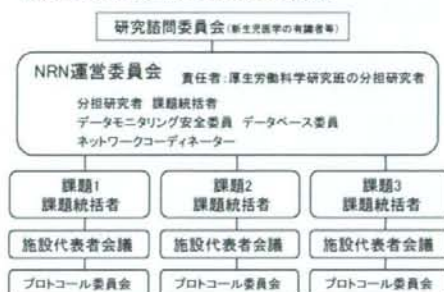 研究諮問委員会(新生児医学の有識者等)
NRN運営委員会 責任者:厚生労働科学研究班の分担研究者
分担研究者 課題統括者
データモニタリング安全委員 データベース委員
ネットワークコーディネーター
課題1 課題2 課題3
課題統括者 課題統括者 課題統括者
施設代表者会議 施設代表者会議 施設代表者会議
プロトコール委員会 プロトコール委員会 プロトコール委員会